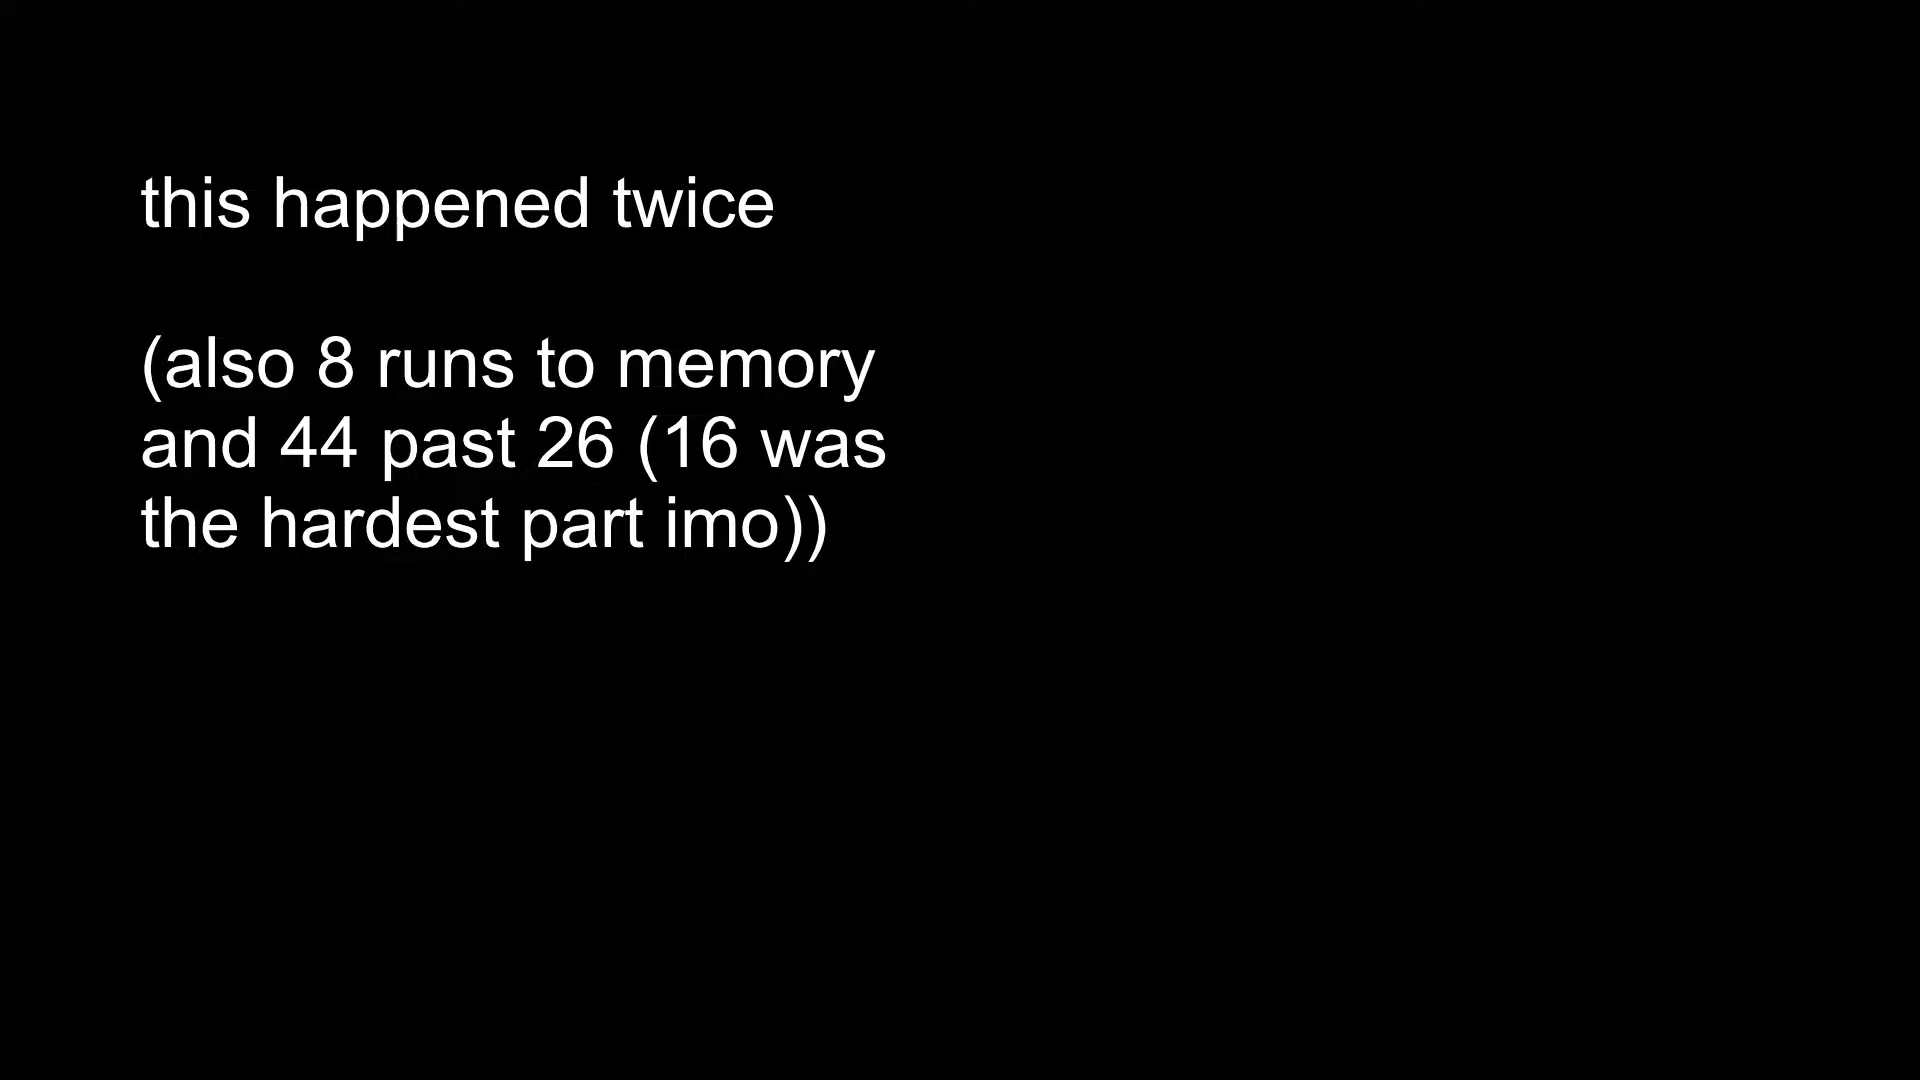 this happened twice
(also 8 runs to memory
and 44 past 26 (16 was
the hardest part imo))